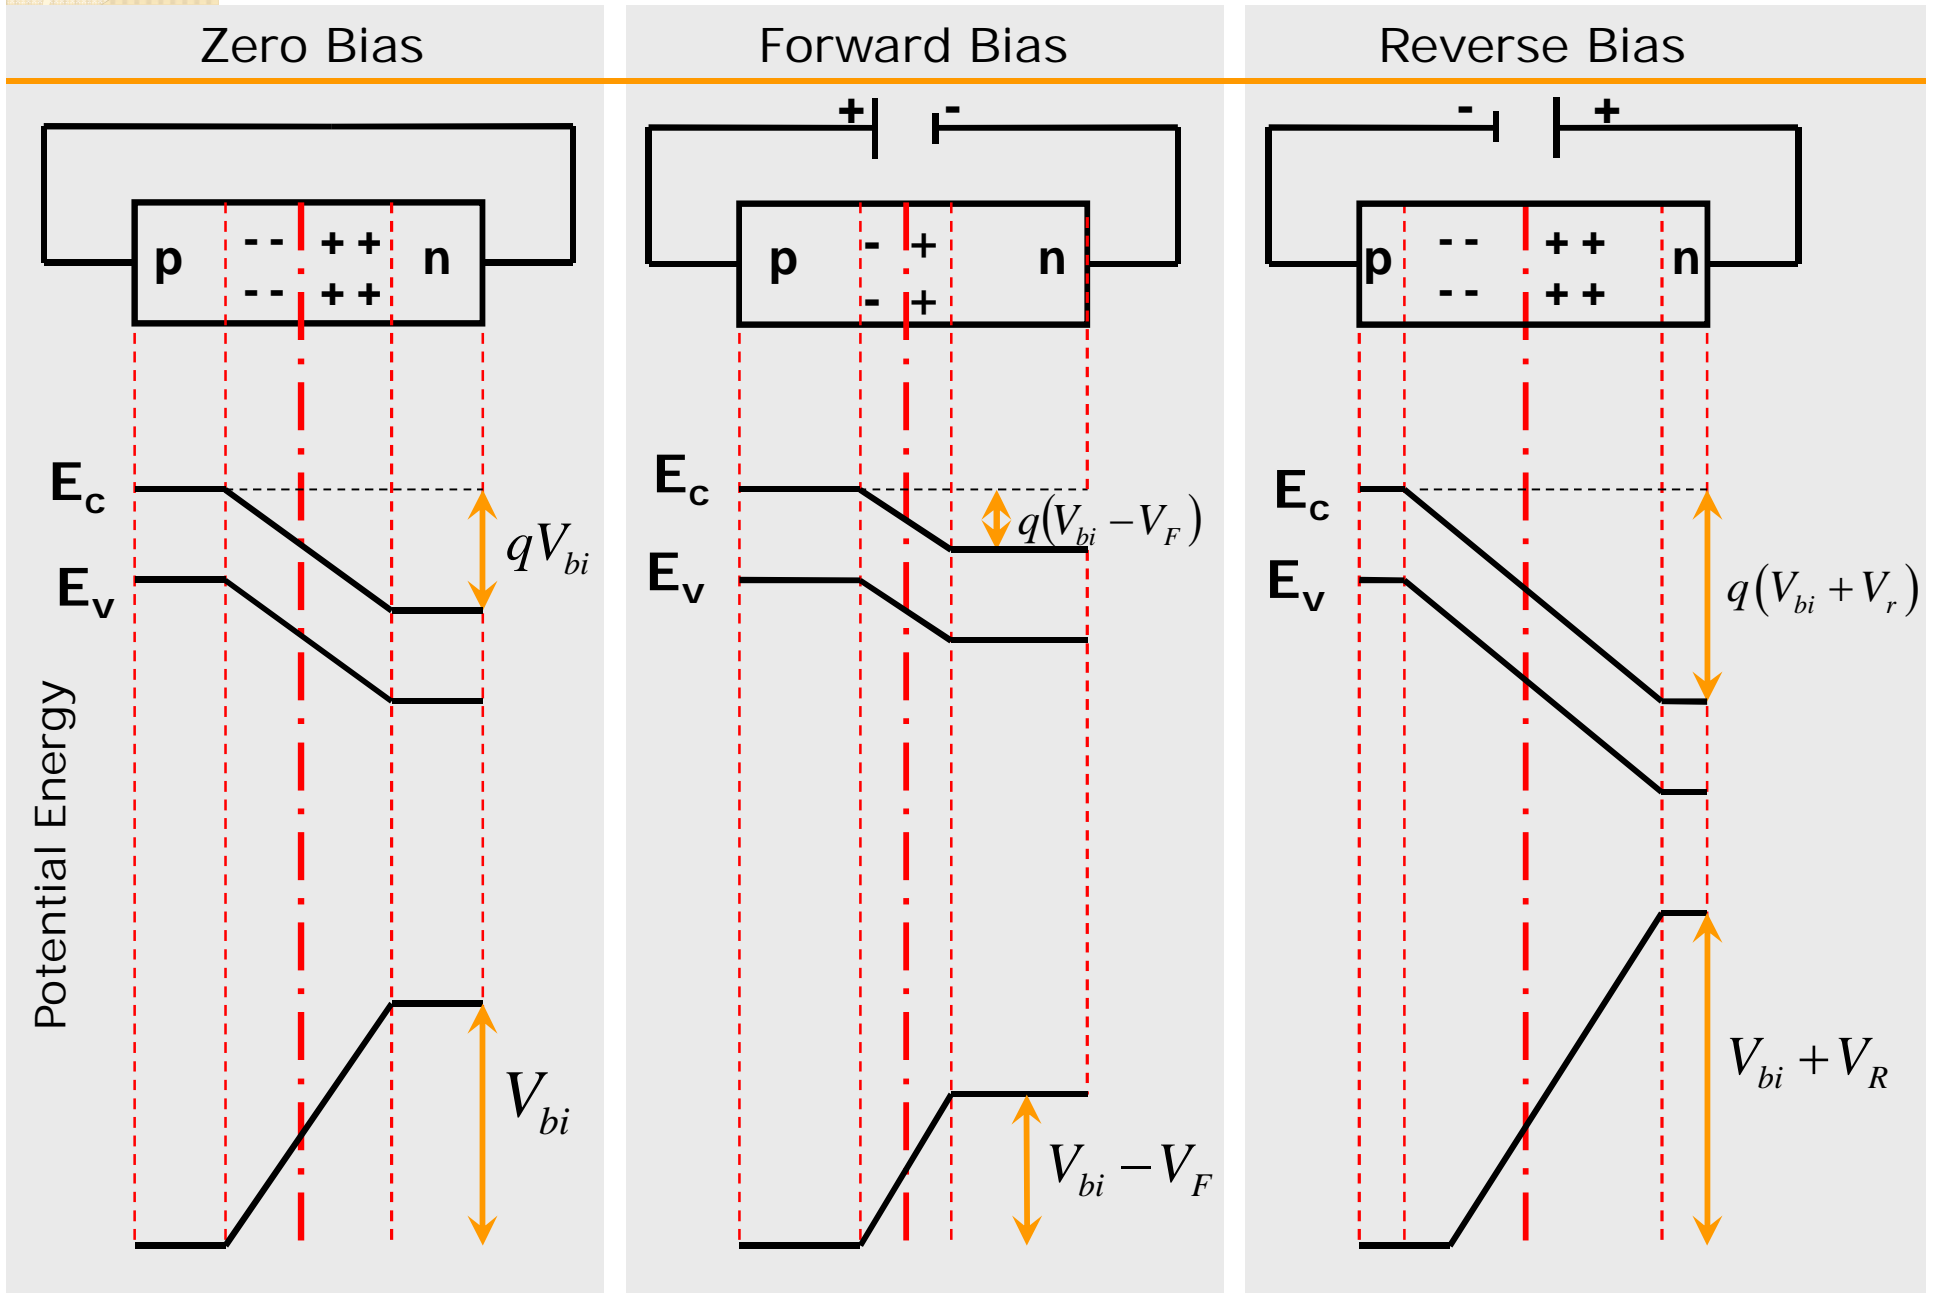 Zero Bias
Forward Bias
Reverse Bias
+ -
- +
p -- ++ n
-- ++
p - + n
- +
p -- ++ n
-- ++
Ec
qVbi
Ev
Ec
q(Vbi − VF)
Ev
Ec
q(Vbi + Vr)
Ev
Potential Energy
Vbi
Vbi − VF
Vbi + VR